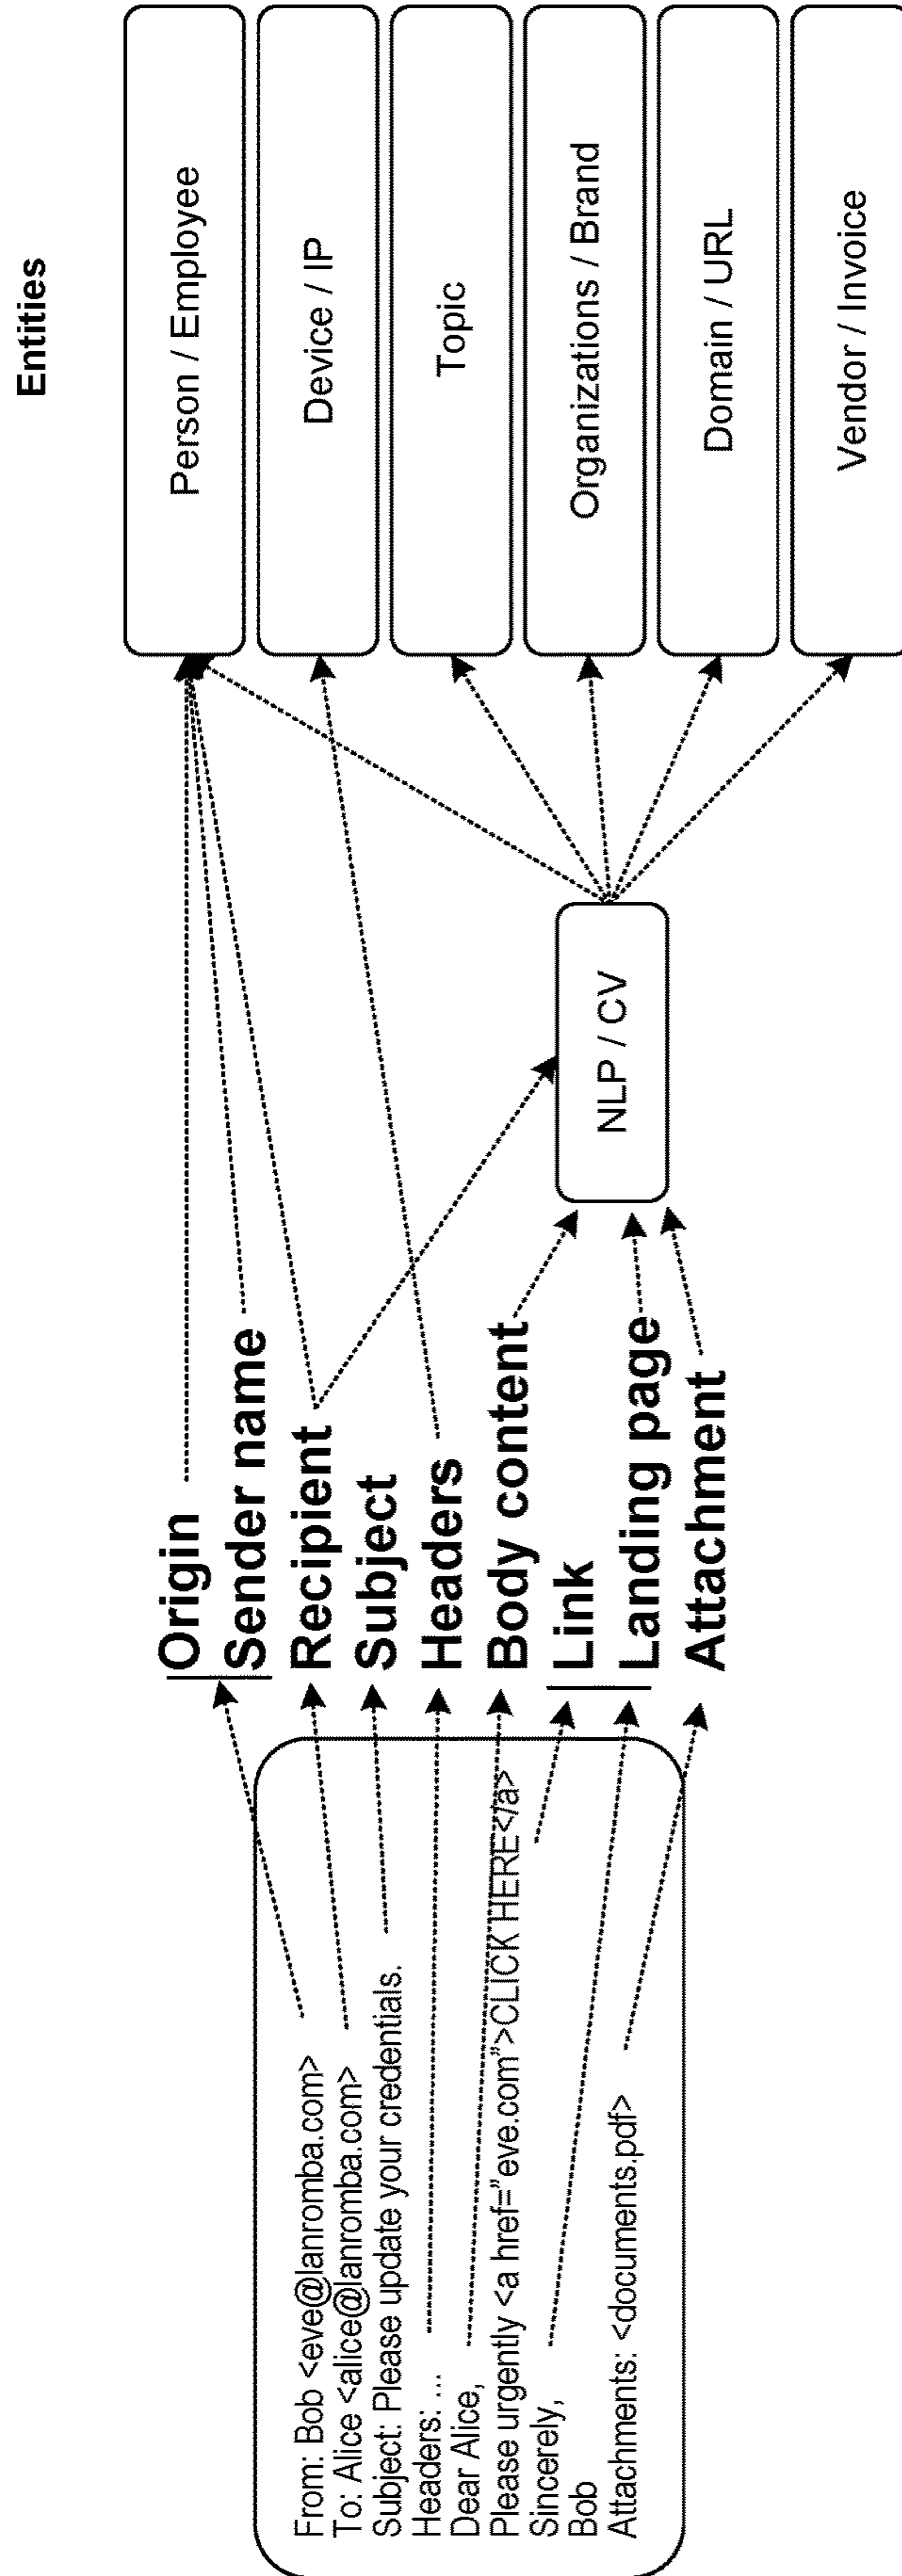 Entities
From: Bob <eve@lanromba.com>
To: Alice <alice@lanromba.com>
Subject: Please update your credentials.
Headers: ...
Dear Alice,
Please urgently <a href="eve.com">CLICK HERE</a>
Sincerely,
Bob
Attachments: <documents.pdf>
Origin
Sender name
Recipient
Subject
Headers
Body content
Link
Landing page
Attachment
NLP / CV
Person / Employee
Device / IP
Topic
Organizations / Brand
Domain / URL
Vendor / Invoice